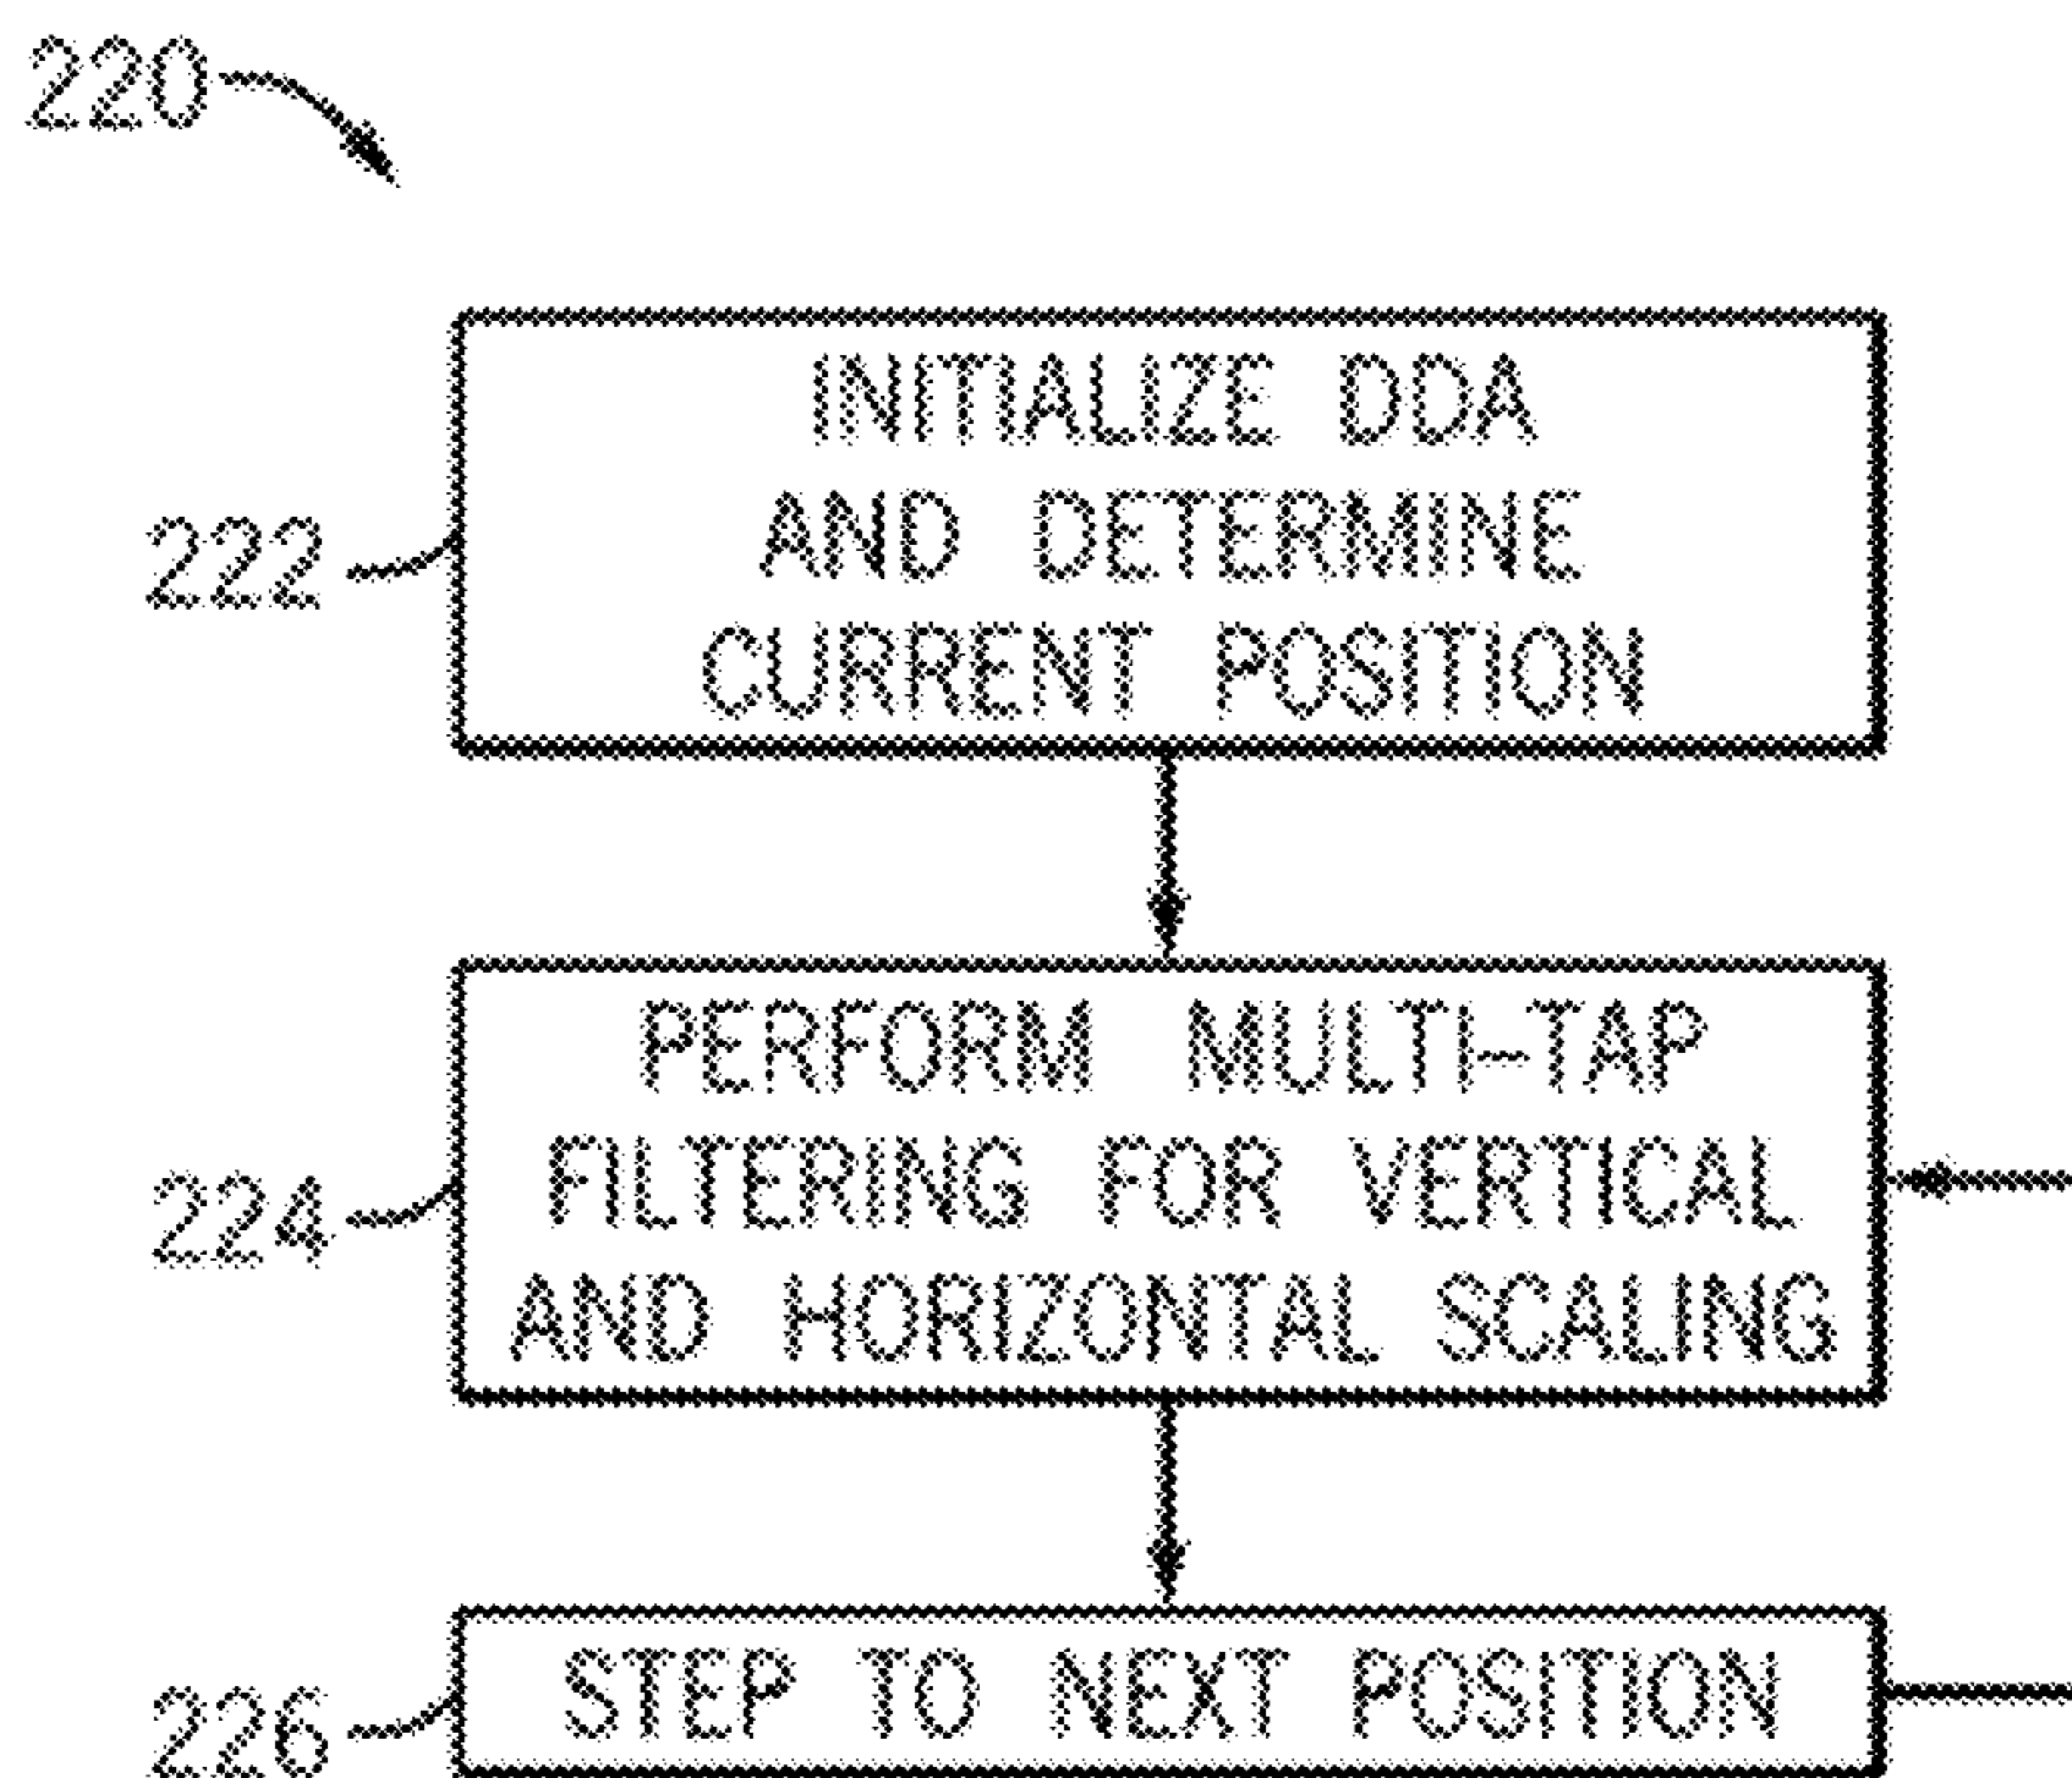 220
INITIALIZE DDA
AND DETERMINE
CURRENT POSITION
222
PERFORM MULTI-TAP
FILTERING FOR VERTICAL
AND HORIZONTAL SCALING
224
STEP TO NEXT POSITION
226